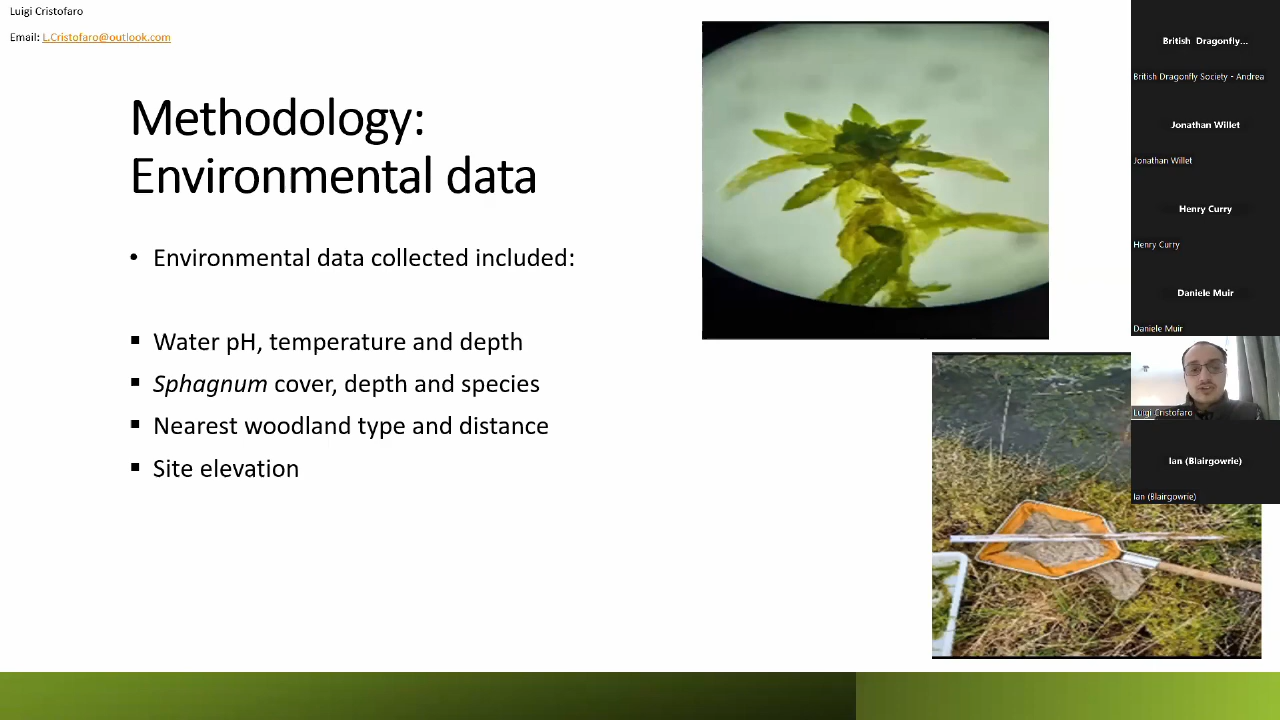 Luigi Cristofaro
Email: L.Cristofaro@outlook.com
Methodology:
Environmental data
• Environmental data collected included:
▪ Water pH, temperature and depth
▪ Sphagnum cover, depth and species
▪ Nearest woodland type and distance
▪ Site elevation
British Dragonfly...
British Dragonfly Society - Andrea
Jonathan Willet
Jonathan Willet
Henry Curry
Henry Curry
Daniele Muir
Daniele Muir
Luigi Cristofaro
Ian (Blairgowrie)
Ian (Blairgowrie)